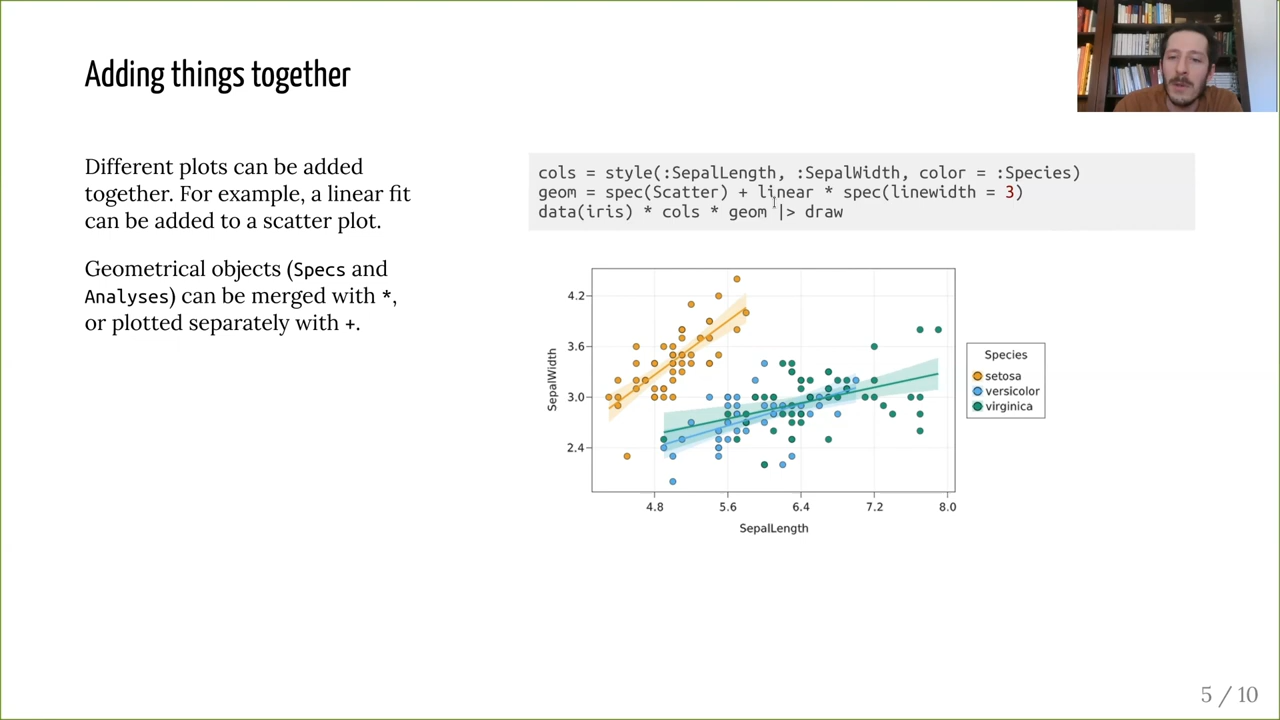 Adding things together
Different plots can be added
together. For example, a linear fit
can be added to a scatter plot.
Geometrical objects (Specs and
Analyses) can be merged with *,
or plotted separately with +.
cols = style(:SepalLength, :SepalWidth, color = :Species)
geom = spec(Scatter) + linear * spec(linewidth = 3)
data(iris) * cols * geom |> draw
4.2
3.6
3.0
2.4
SepalWidth
4.8 5.6 6.4 7.2 8.0
SepalLength
Species
setosa
versicolor
virginica
5 / 10